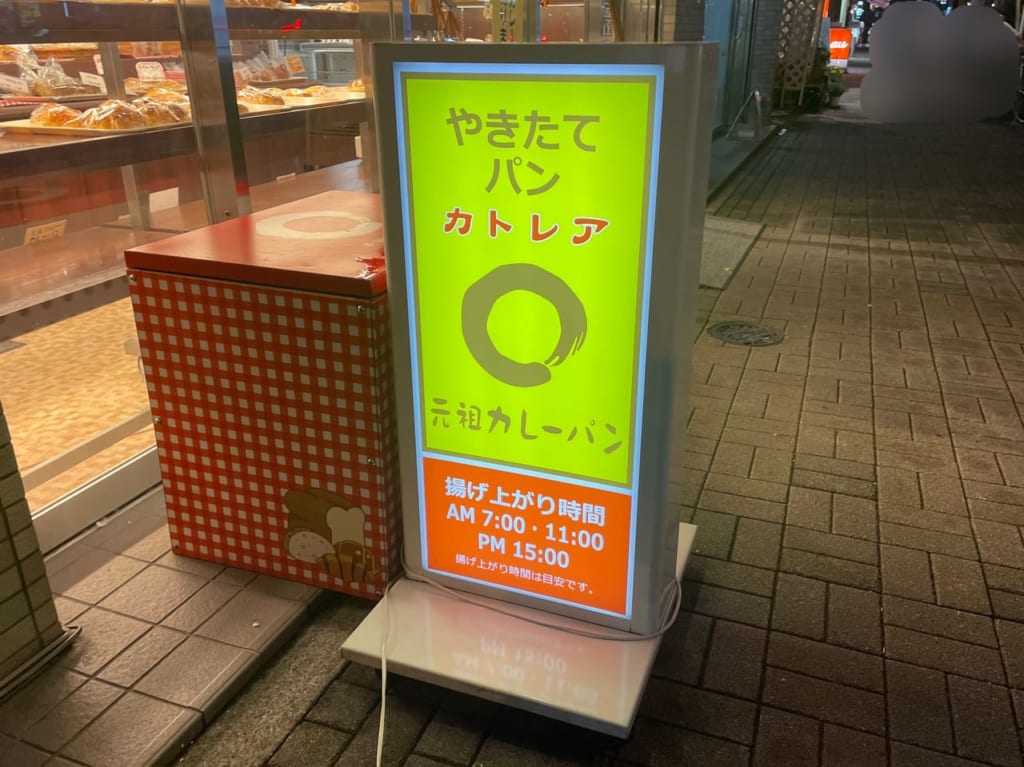 やきたて
パン
カトレア
元祖カレーパン
揚げ上がり時間
AM 7:00・11:00
PM 15:00
揚げ上がり時間は目安です。